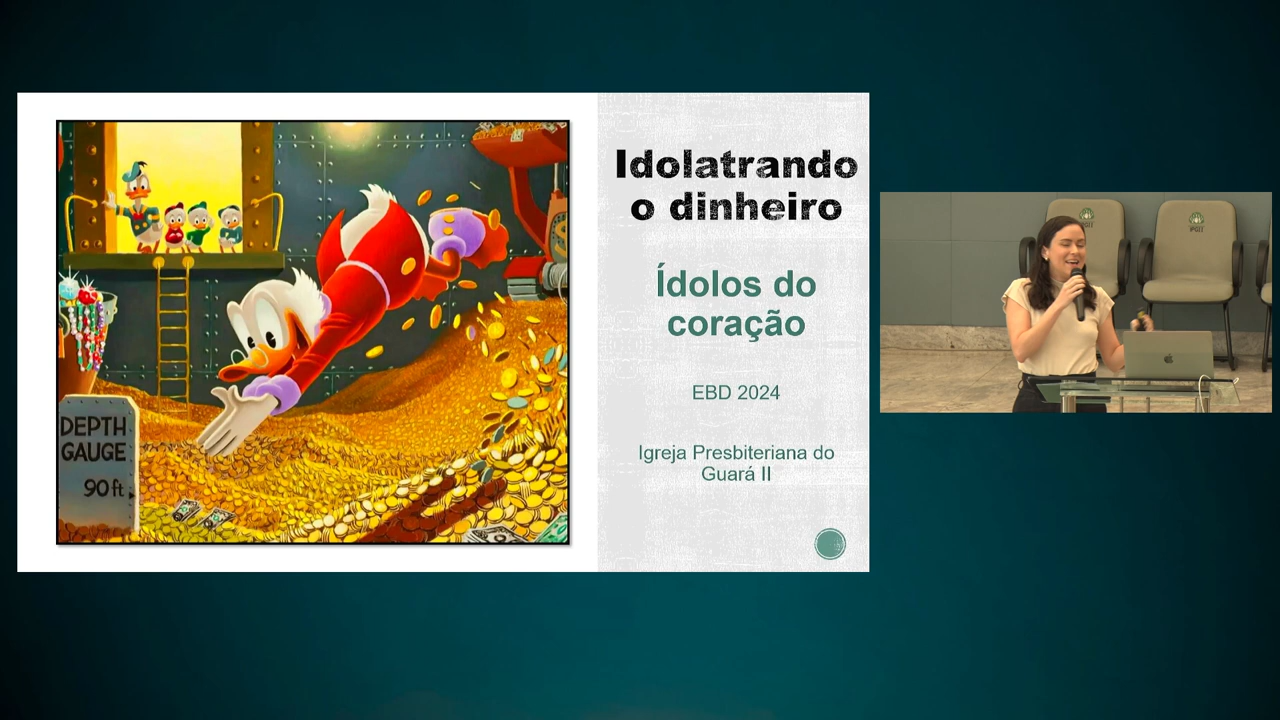 DEPTH
GAUGE
90 ft
Idolatrando
o dinheiro
Ídolos do
coração
EBD 2024
Igreja Presbiteriana do
Guará II